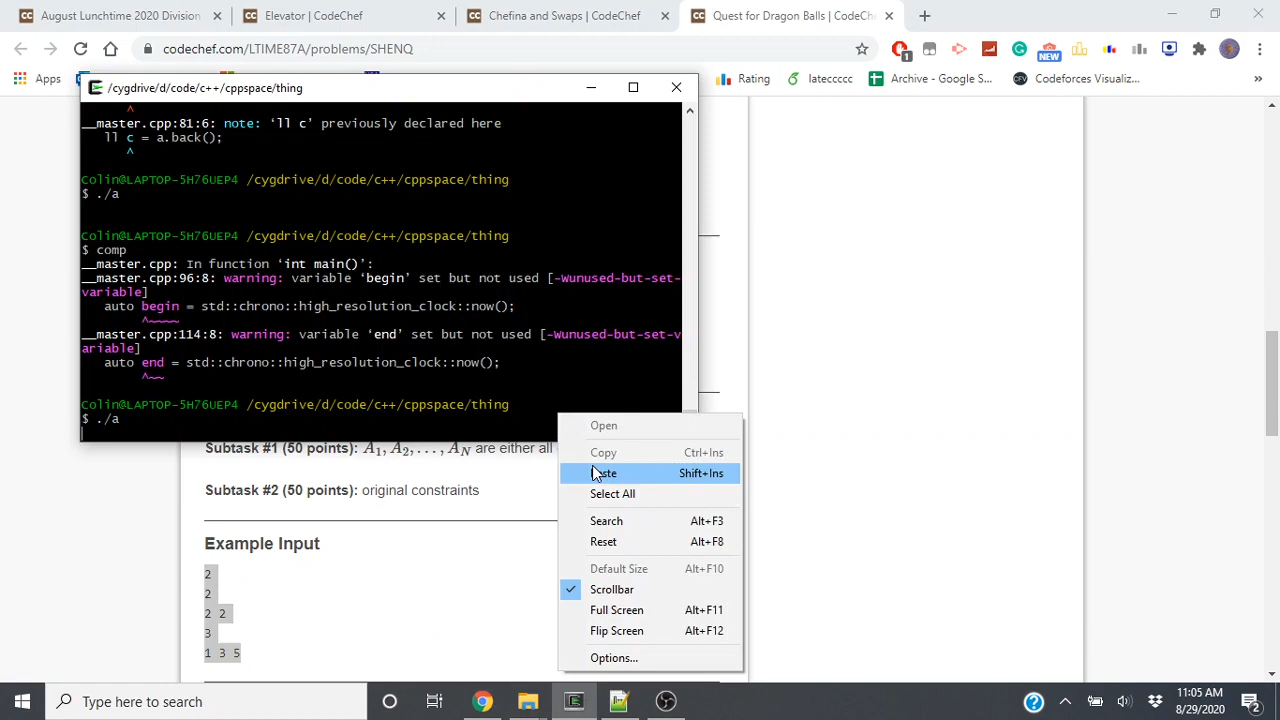 August Lunchtime 2020 Division
Elevator | CodeChef
Chefina and Swaps | CodeChef
Quest for Dragon Balls | CodeChe
codechef.com/LTIME87A/problems/SHENQ
1
NEW
Apps
Rating
lateccccc
Archive - Google S...
Codeforces Visualiz...
»
/cygdrive/d/code/c++/cppspace/thing
^
__master.cpp:81:6: note: ‘ll c’ previously declared here
ll c = a.back();
^
Colin@LAPTOP-5H76UEP4 /cygdrive/d/code/c++/cppspace/thing
$ ./a
Colin@LAPTOP-5H76UEP4 /cygdrive/d/code/c++/cppspace/thing
$ comp
__master.cpp: In function ‘int main()’:
__master.cpp:96:8: warning: variable ‘begin’ set but not used [-Wunused-but-set-
variable]
auto begin = std::chrono::high_resolution_clock::now();
^~~~~
__master.cpp:114:8: warning: variable ‘end’ set but not used [-Wunused-but-set-v
ariable]
auto end = std::chrono::high_resolution_clock::now();
^~~
Colin@LAPTOP-5H76UEP4 /cygdrive/d/code/c++/cppspace/thing
$ ./a
Open
Copy Ctrl+Ins
Shift+Ins
Select All
Search Alt+F3
Reset Alt+F8
Default Size Alt+F10
Scrollbar
Full Screen Alt+F11
Flip Screen Alt+F12
Options...
Subtask #1 (50 points): A1, A2, . . . , AN are either all
Subtask #2 (50 points): original constraints
Example Input
2
2
2 2
3
1 3 5
Type here to search
11:05 AM
8/29/2020
2